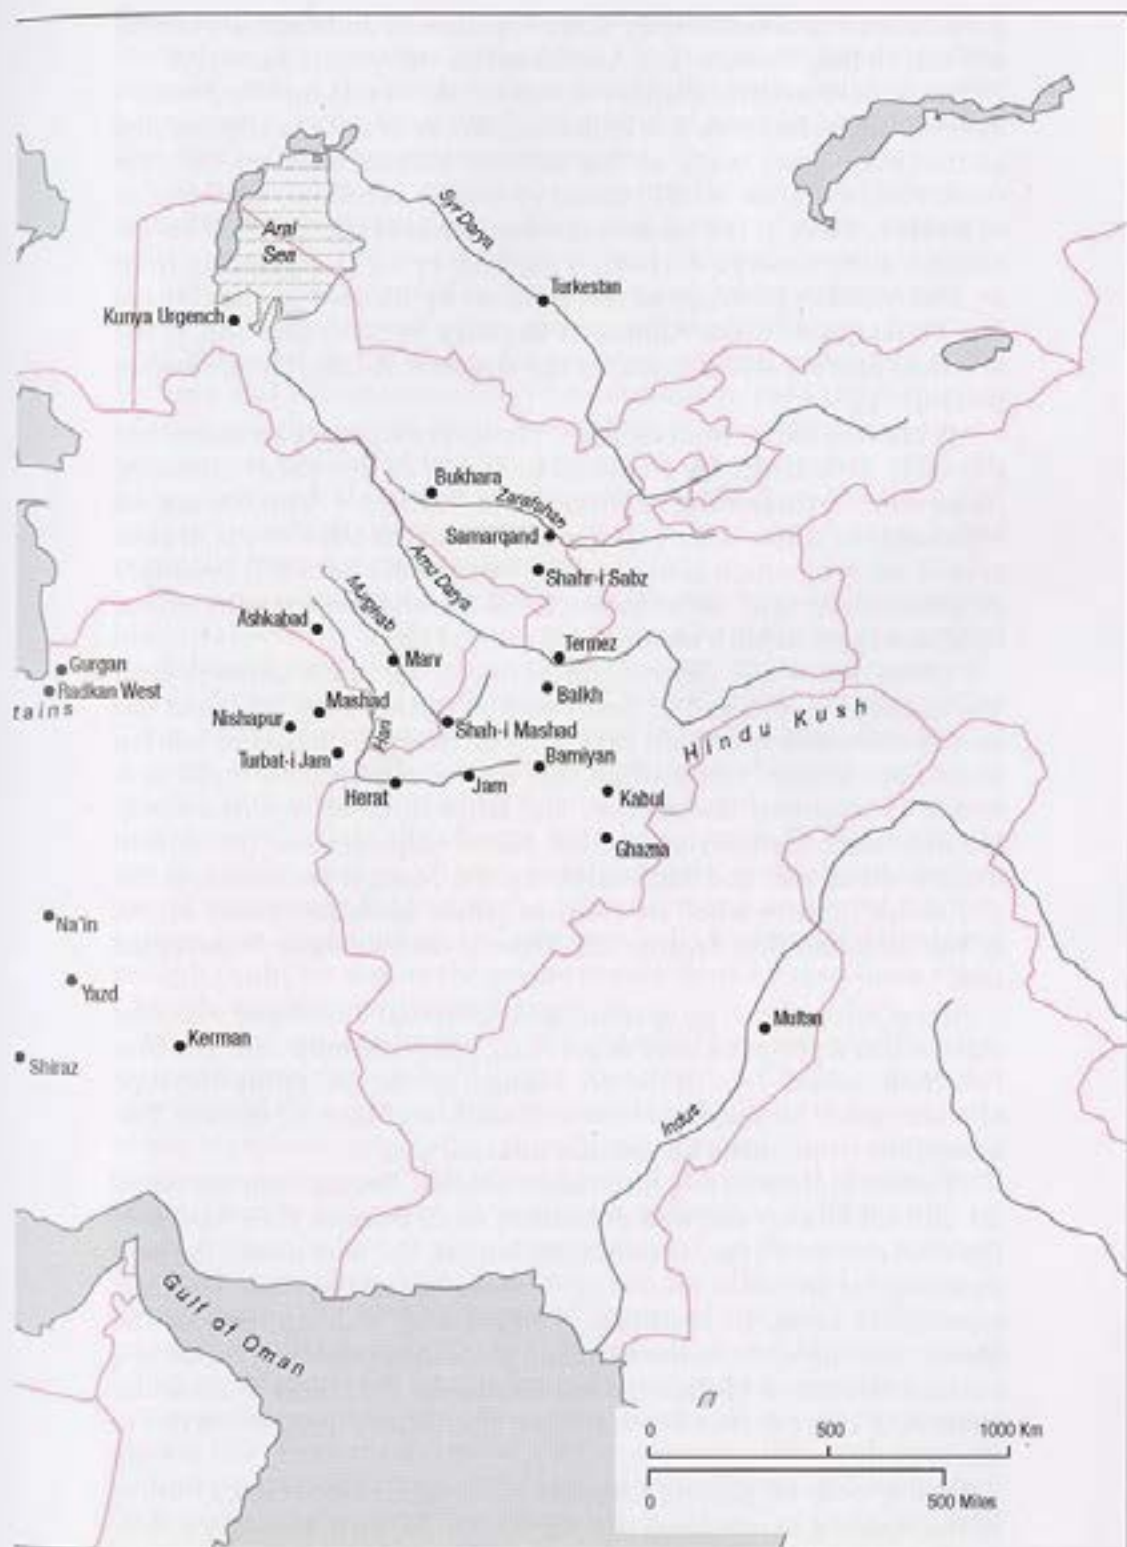 Aral
Sea
Syr Darya
Turkestan
Kunya Urgench
Bukhara
Zarafshan
Samarqand
Amu Darya
Shahr-i Sabz
Murghab
Ashkabad
Marv
Termez
Gurgan
Radkan West
tains
Balkh
Mashad
Nishapur
Hari
Shah-i Mashad
Hindu Kush
Turbat-i Jam
Bamiyan
Herat
Jam
Kabul
Ghazna
Na'in
Yazd
Multan
Kerman
Shiraz
Indus
Gulf of Oman
0 500 1000 Km
0 500 Miles